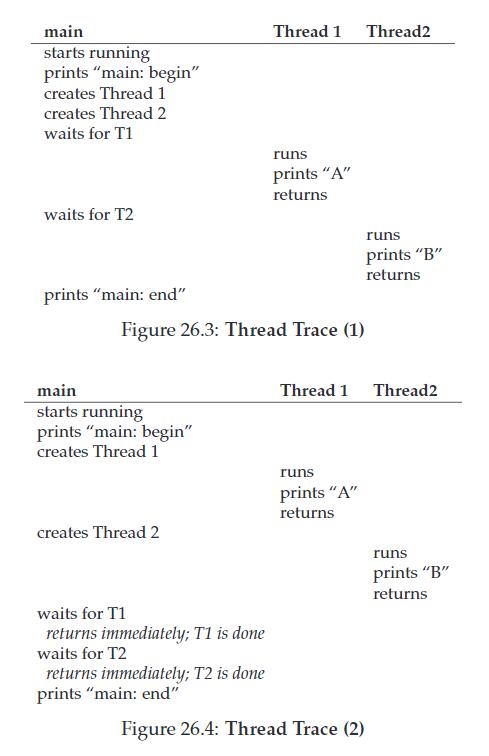 main Thread 1 Thread2
starts running
prints “main: begin”
creates Thread 1
creates Thread 2
waits for T1
runs
prints “A”
returns
waits for T2
runs
prints “B”
returns
prints “main: end”
Figure 26.3: Thread Trace (1)
main Thread 1 Thread2
starts running
prints “main: begin”
creates Thread 1
runs
prints “A”
returns
creates Thread 2
runs
prints “B”
returns
waits for T1
returns immediately; T1 is done
waits for T2
returns immediately; T2 is done
prints “main: end”
Figure 26.4: Thread Trace (2)